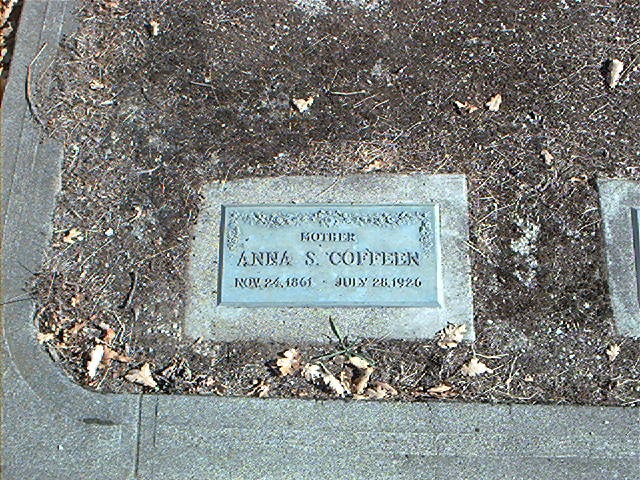 MOTHER
ANNA S. COFFEEN
NOV. 24, 1861 · JULY 28, 1926